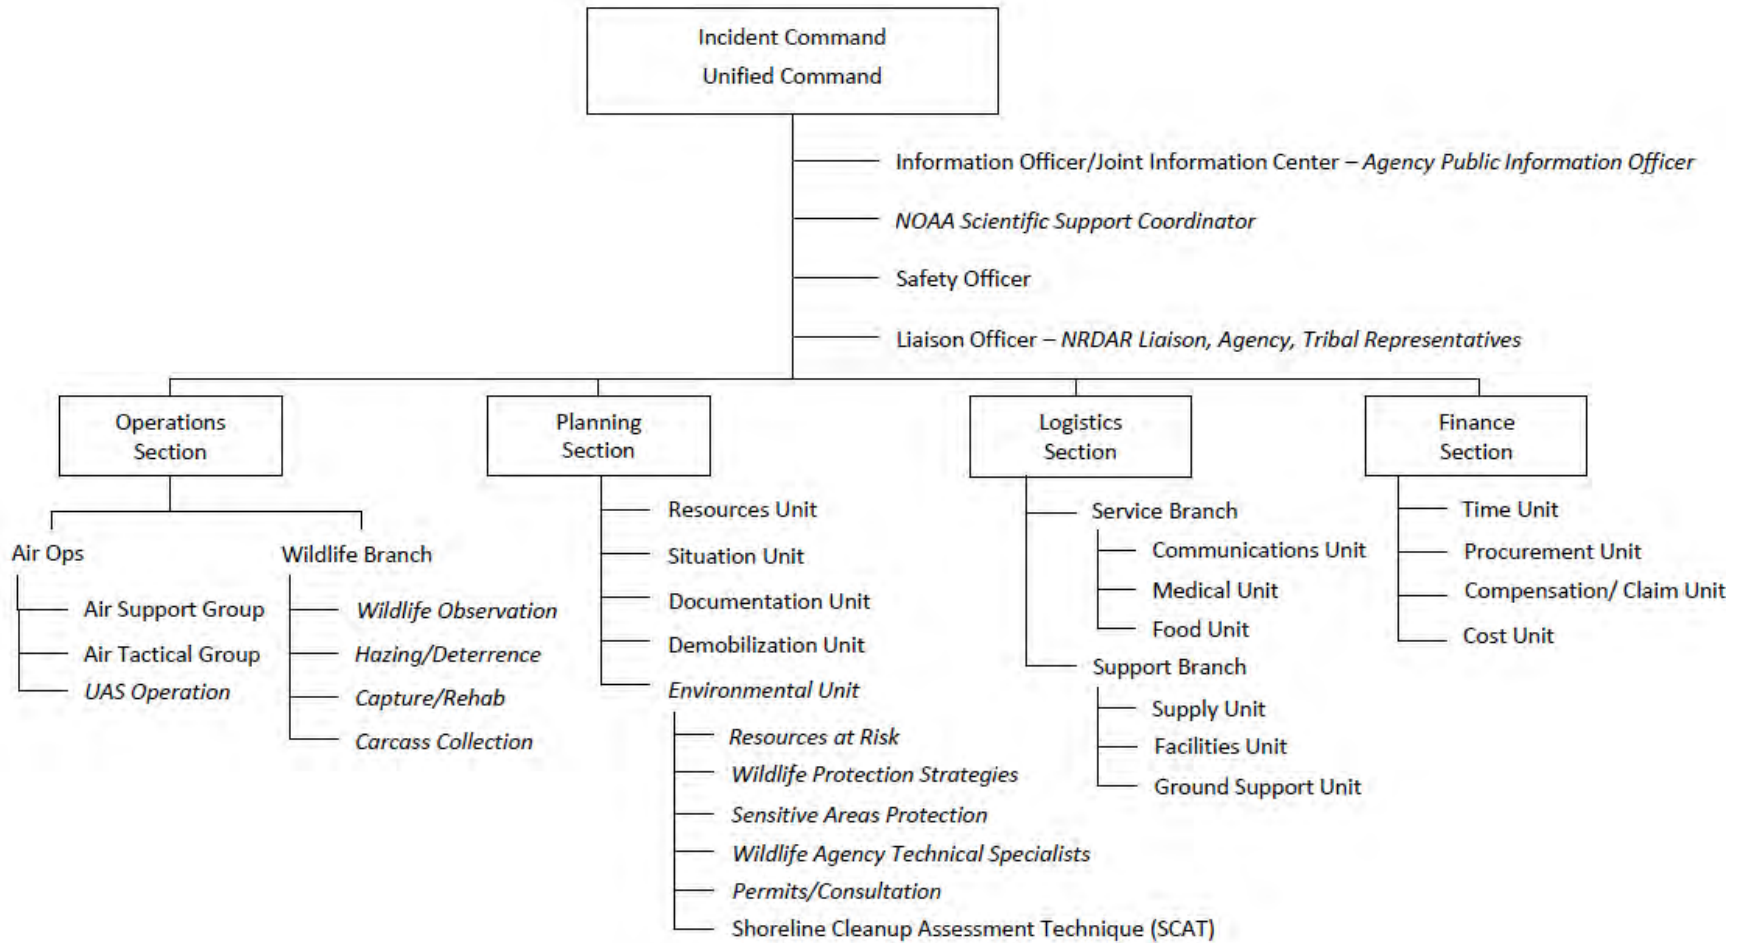 Incident Command
Unified Command
Information Officer/Joint Information Center – Agency Public Information Officer
NOAA Scientific Support Coordinator
Safety Officer
Liaison Officer – NRDAR Liaison, Agency, Tribal Representatives
Operations
Section
Air Ops
Air Support Group
Air Tactical Group
UAS Operation
Wildlife Branch
Wildlife Observation
Hazing/Deterrence
Capture/Rehab
Carcass Collection
Planning
Section
Resources Unit
Situation Unit
Documentation Unit
Demobilization Unit
Environmental Unit
Resources at Risk
Wildlife Protection Strategies
Sensitive Areas Protection
Wildlife Agency Technical Specialists
Permits/Consultation
Shoreline Cleanup Assessment Technique (SCAT)
Logistics
Section
Service Branch
Communications Unit
Medical Unit
Food Unit
Support Branch
Supply Unit
Facilities Unit
Ground Support Unit
Finance
Section
Time Unit
Procurement Unit
Compensation/ Claim Unit
Cost Unit